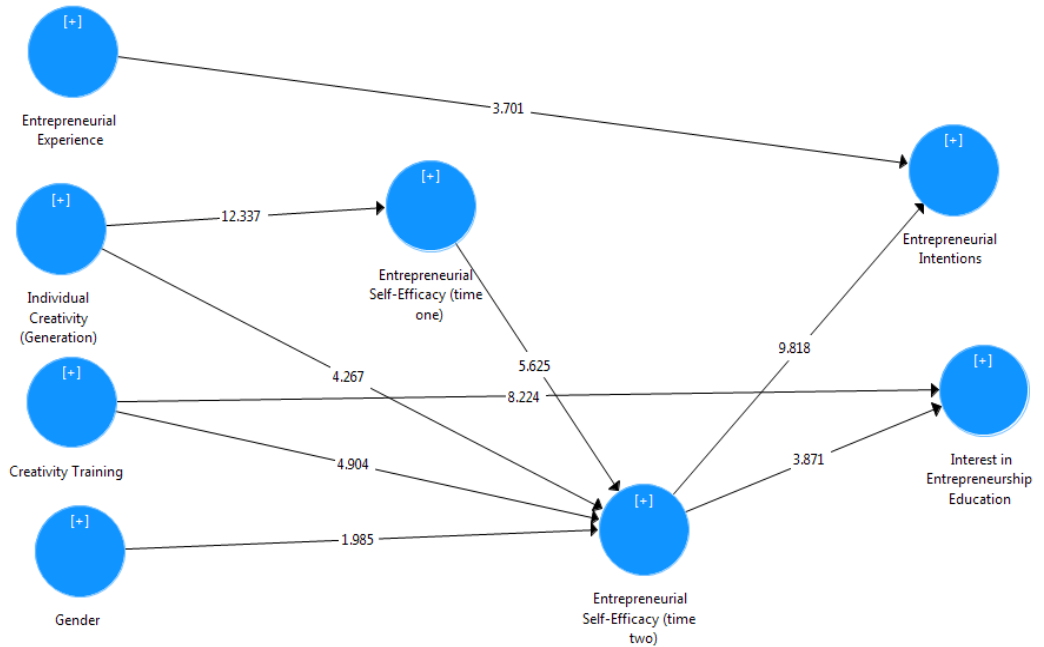 [+]
Entrepreneurial
Experience
3.701
[+]
Entrepreneurial
Intentions
[+]
Individual
Creativity
(Generation)
12.337
[+]
Entrepreneurial
Self-Efficacy (time
one)
4.267
5.625
9.818
[+]
Creativity Training
8.224
4.904
3.871
[+]
Interest in
Entrepreneurship
Education
[+]
Gender
1.985
[+]
Entrepreneurial
Self-Efficacy (time
two)